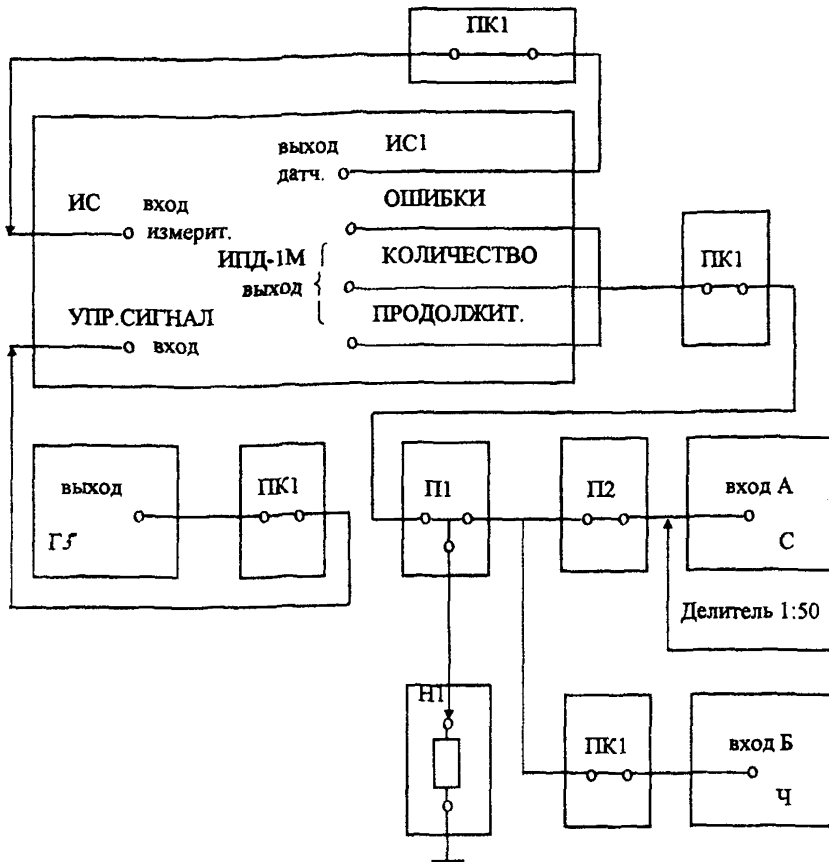 ПК1
выход ИС1
датч.
ИС вход
измерит.
ОШИБКИ
ИПД-1М
выход
КОЛИЧЕСТВО
ПК1
УПР.СИГНАЛ
вход
ПРОДОЛЖИТ.
выход
Г5
ПК1
П1
П2
вход А
С
Делитель 1:50
Н1
ПК1
вход Б
Ч